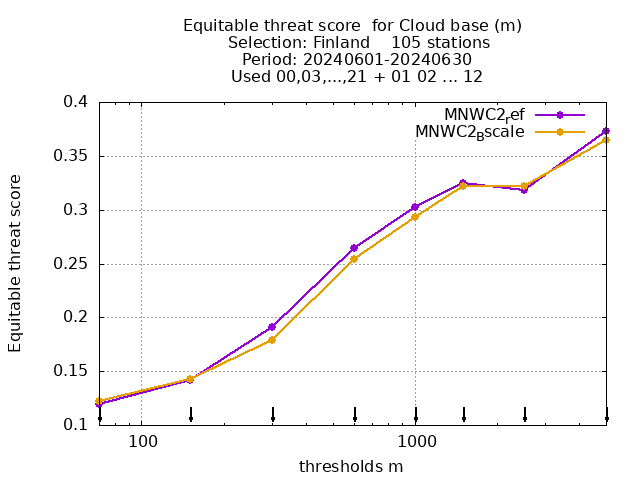 Equitable threat score  for Cloud base (m)
Selection: Finland    105 stations
Period: 20240601-20240630
Used 00,03,...,21 + 01 02 ... 12
MNWC2ref
MNWC2Bscale
0.4
0.35
0.3
0.25
0.2
0.15
0.1
Equitable threat score
100
1000
thresholds m